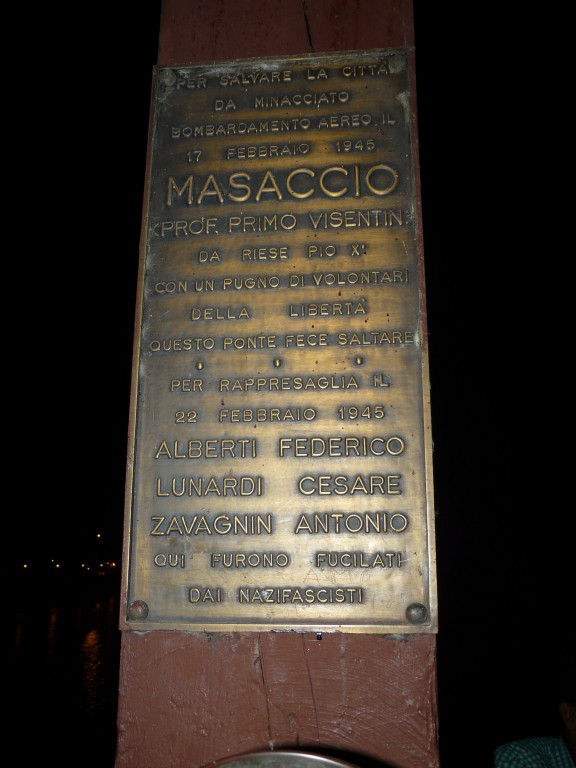 PER SALVARE LA CITTA'
DA MINACCIATO
BOMBARDAMENTO AEREO, IL
17 FEBBRAIO 1945
MASACCIO
<PROF. PRIMO VISENTIN>
DA RIESE PIO X°
CON UN PUGNO DI VOLONTARI
DELLA LIBERTA'
QUESTO PONTE FECE SALTARE
PER RAPPRESAGLIA IL
22 FEBBRAIO 1945
ALBERTI FEDERICO
LUNARDI CESARE
ZAVAGNIN ANTONIO
QUI FURONO FUCILATI
DAI NAZIFASCISTI